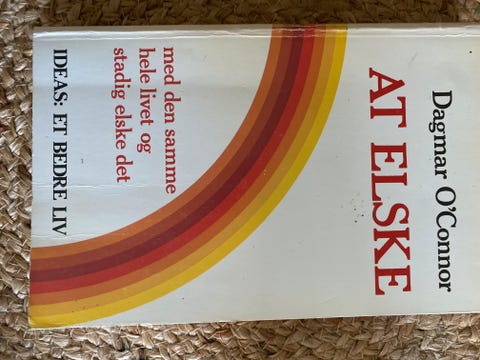 Dagmar O'Connor
AT ELSKE
med den samme
hele livet og
stadig elske det
IDEAS: ET BEDRE LIV